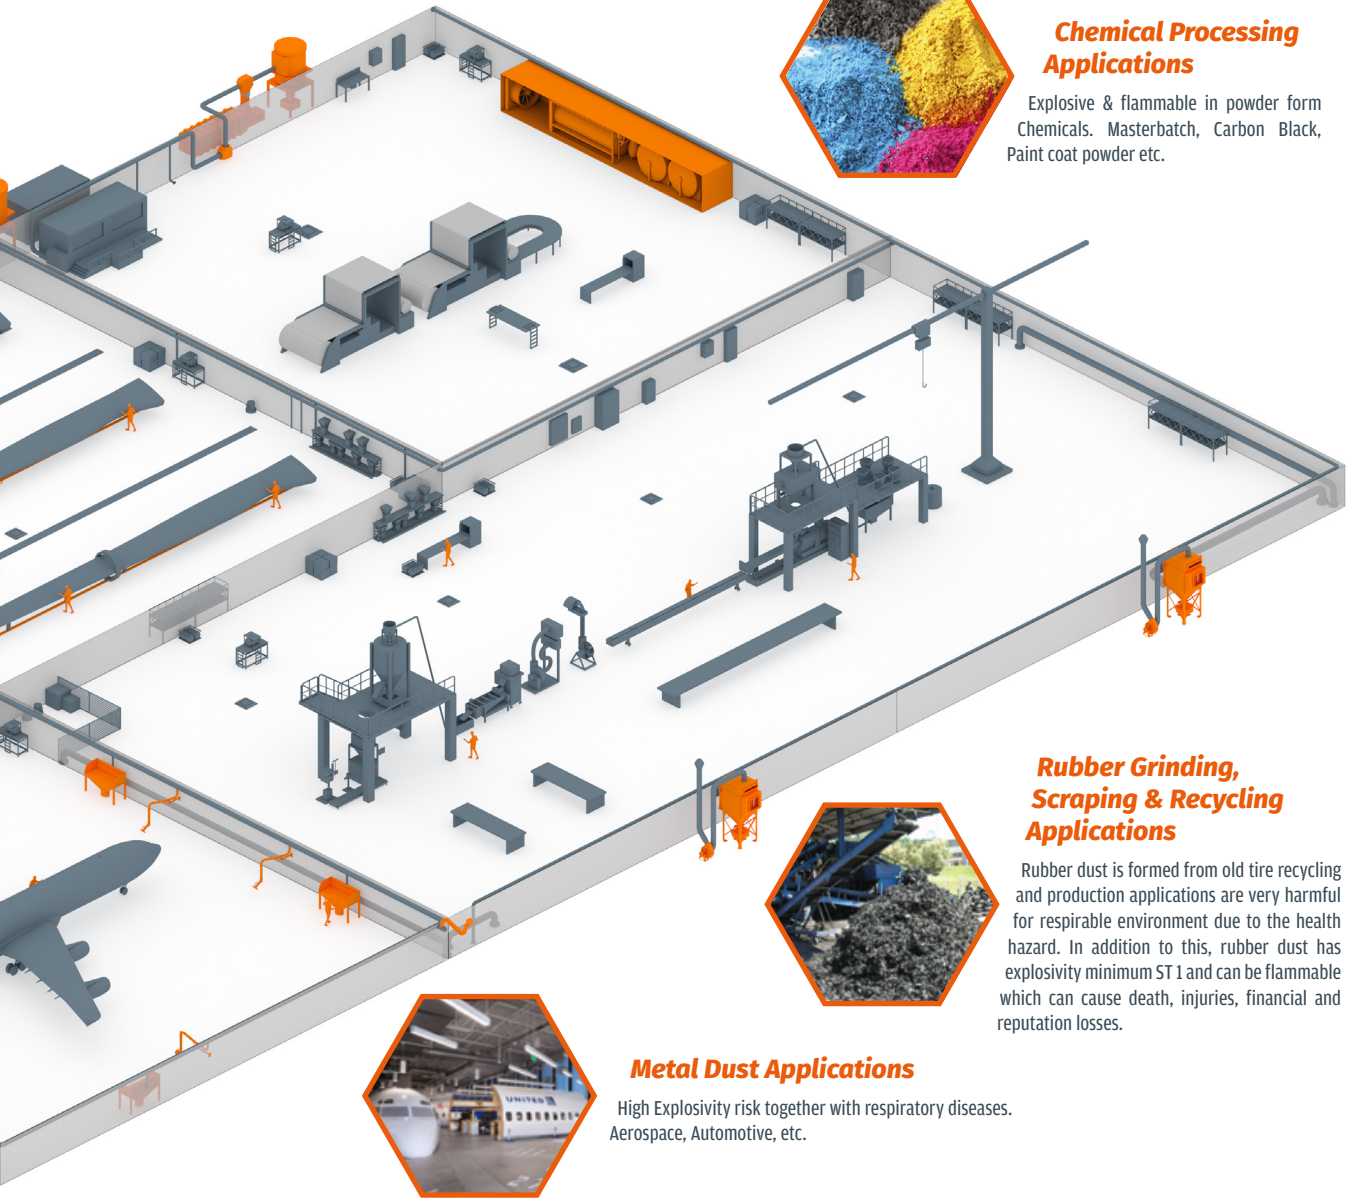 Chemical Processing
Applications
Explosive & flammable in powder form
Chemicals. Masterbatch, Carbon Black,
Paint coat powder etc.
Rubber Grinding,
Scraping & Recycling
Applications
Rubber dust is formed from old tire recycling
and production applications are very harmful
for respirable environment due to the health
hazard. In addition to this, rubber dust has
explosivity minimum ST 1 and can be flammable
which can cause death, injuries, financial and
reputation losses.
UNITED
Metal Dust Applications
High Explosivity risk together with respiratory diseases.
Aerospace, Automotive, etc.